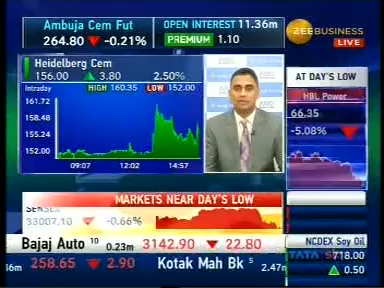 Ambuja Cem Fut
264.80 -0.21%
OPEN INTEREST 11.36m
PREMIUM 1.10
ZEE BUSINESS
LIVE
Heidelberg Cem
156.00 3.80 2.50%
Intraday HIGH 160.35 LOW 152.00
161.72
158.48
155.24
152.00
09:07 12:02 14:57
AT DAY'S LOW
HBL Power
66.35
-5.08%
MARKETS NEAR DAY'S LOW
SENSEX
33007.10 -0.66%
Bajaj Auto 10 0.23m 3142.90 22.80
NCDEX Soy Oil
718.00
0.50
36m 258.65 2.90 Kotak Mah Bk 5 2.47m